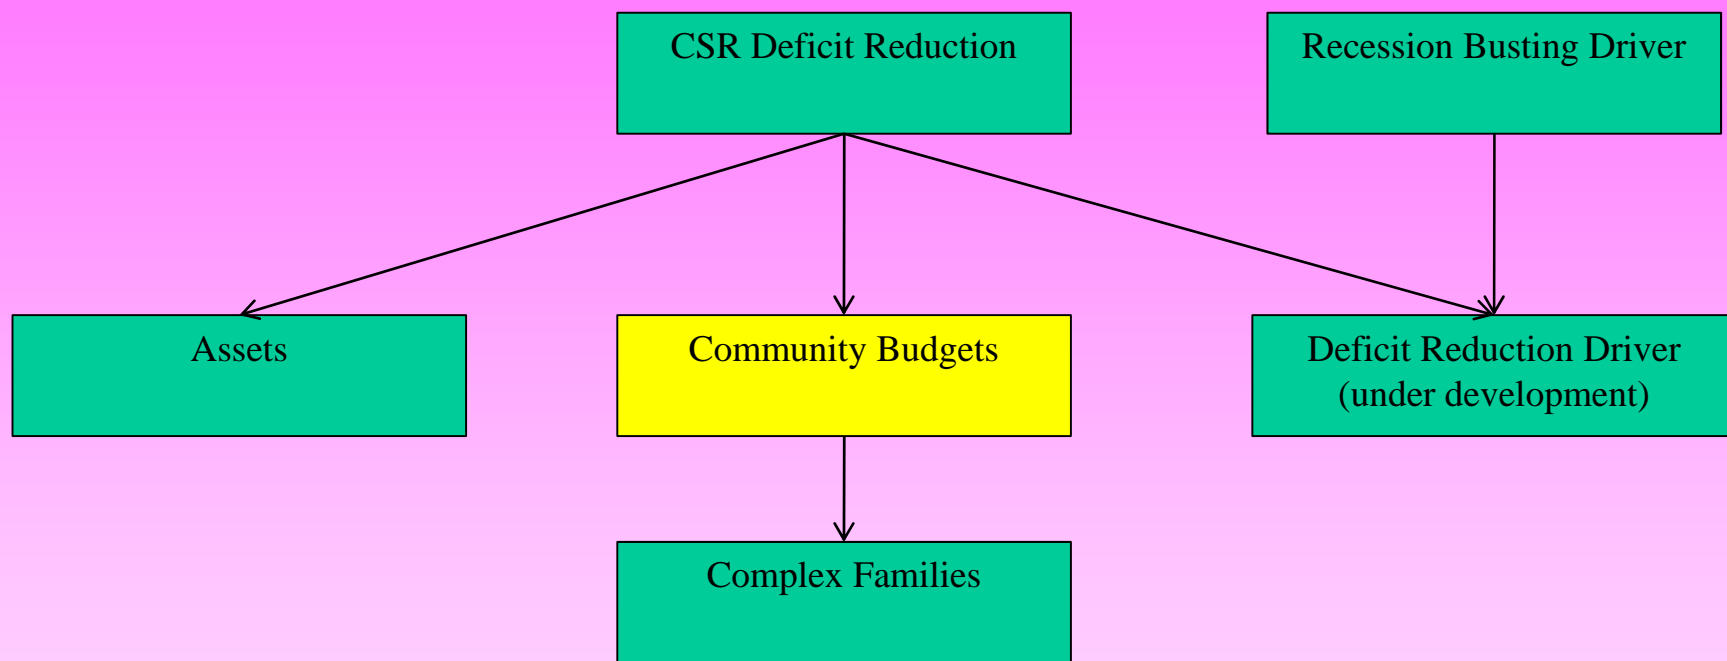 CSR Deficit Reduction
Recession Busting Driver
Assets
Community Budgets
Deficit Reduction Driver
(under development)
Complex Families